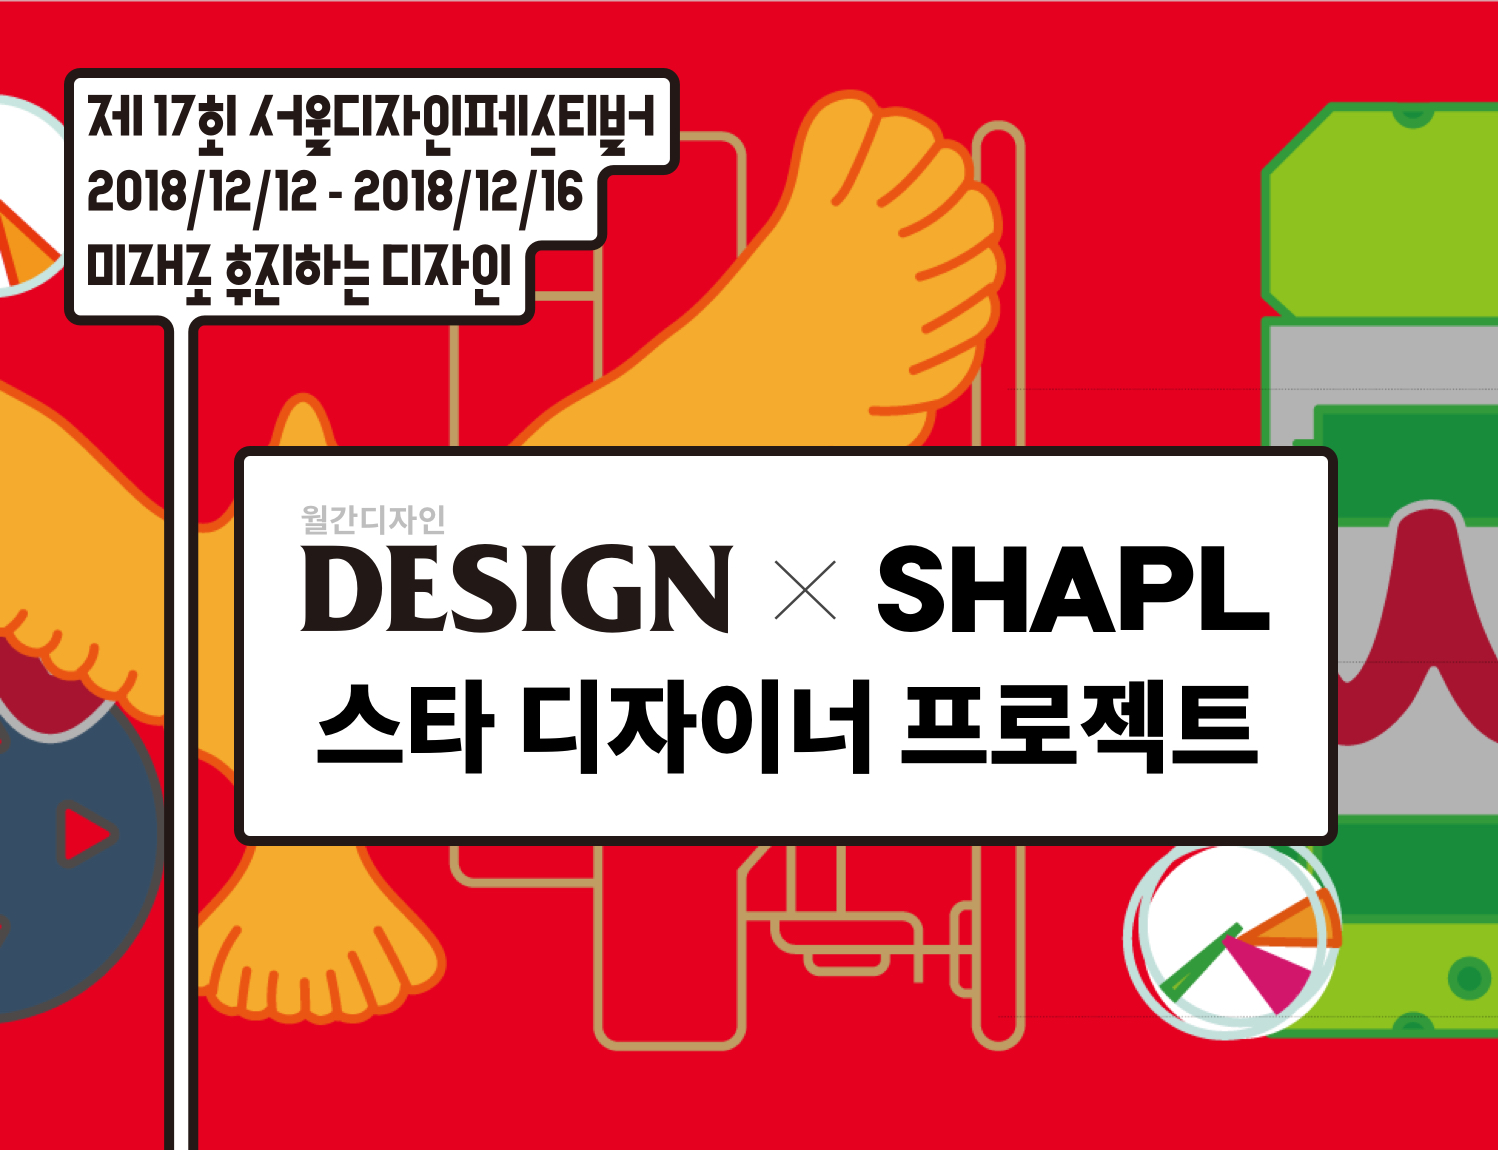 제 17회 서울디자인페스티벌
2018/12/12 - 2018/12/16
미래로 후진하는 디자인
월간디자인
DESIGN × SHAPL
스타 디자이너 프로젝트